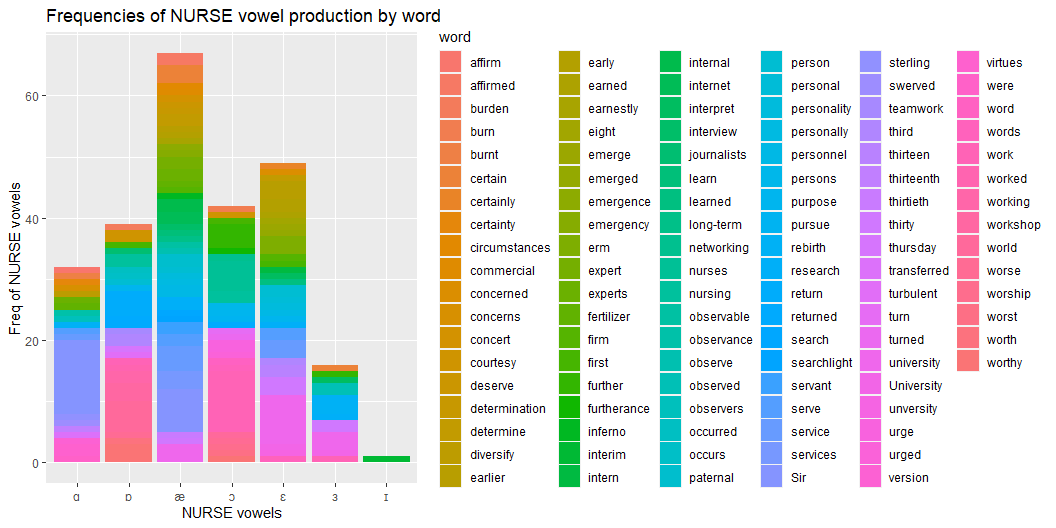 Frequencies of NURSE vowel production by word
Freq of NURSE vowels
60
40
20
0
ɑ
ɒ
æ
ɔ
ɛ
ɜ
ɪ
NURSE vowels
word
affirm
affirmed
burden
burn
burnt
certain
certainly
certainty
circumstances
commercial
concerned
concerns
concert
courtesy
deserve
determination
determine
diversify
earlier
early
earned
earnestly
eight
emerge
emerged
emergence
emergency
erm
expert
experts
fertilizer
firm
first
further
furtherance
inferno
interim
intern
internal
internet
interpret
interview
journalists
learn
learned
long-term
networking
nurses
nursing
observable
observance
observe
observed
observers
occurred
occurs
paternal
person
personal
personality
personally
personnel
persons
purpose
pursue
rebirth
research
return
returned
search
searchlight
servant
serve
service
services
Sir
sterling
swerved
teamwork
third
thirteen
thirteenth
thirtieth
thirty
thursday
transferred
turbulent
turn
turned
university
University
unversity
urge
urged
version
virtues
were
word
words
work
worked
working
workshop
world
worse
worship
worst
worth
worthy